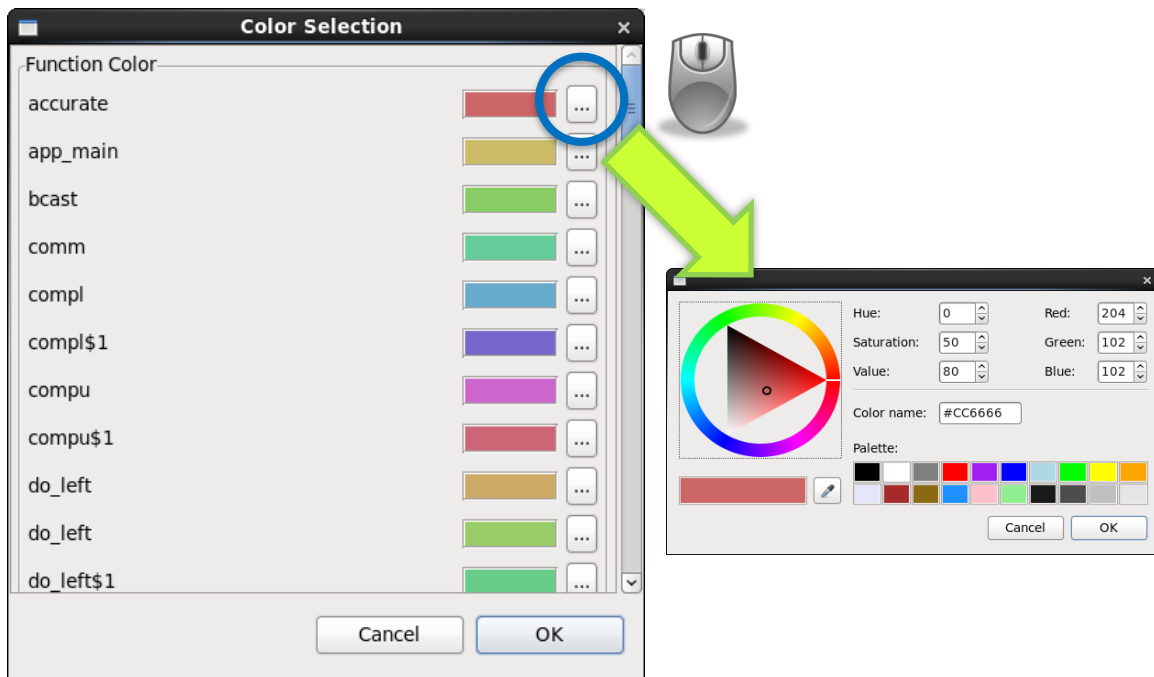 Color Selection
Function Color
accurate ...
app_main ...
bcast ...
comm ...
compl ...
compl$1 ...
compu ...
compu$1 ...
do_left ...
do_left ...
do_left$1 ...
Cancel OK
Hue: 0 Red: 204
Saturation: 50 Green: 102
Value: 80 Blue: 102
Color name: #CC6666
Palette:
Cancel OK